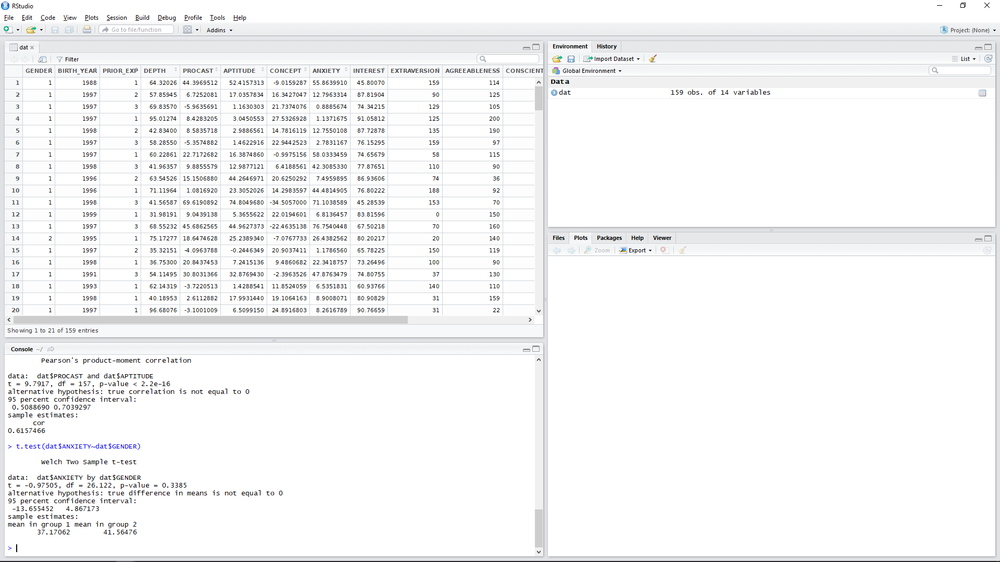 RStudio
File Edit Code View Plots Session Build Debug Profile Tools Help
Go to file/function Addins Project: (None)
dat
Filter
GENDER BIRTH_YEAR PRIOR_EXP DEPTH PROCAST APTITUDE CONCEPT ANXIETY INTEREST EXTRAVERSION AGREEABLENESS CONSCIENT
1 1 1988 1 64.32026 44.3969512 52.4157313 -9.0159287 55.8639910 45.80070 159 114
2 1 1997 2 57.85945 6.7252081 17.0357834 16.3427047 12.7963314 87.81904 90 125
3 1 1997 3 69.83570 -5.9635691 1.1630303 21.7374076 0.8885674 74.34215 129 105
4 1 1997 1 95.01274 8.4283205 3.0450553 27.5326928 1.1371675 91.05812 125 200
5 1 1998 2 42.83400 8.5835718 2.9886561 14.7816119 12.7550108 87.72878 135 190
6 1 1997 3 58.28550 -5.3574882 1.4622916 22.9442523 2.7831167 76.15295 159 97
7 1 1997 1 60.22861 22.7172682 16.3874860 -0.9975156 58.0333459 74.65679 58 115
8 1 1998 3 41.96357 9.8855579 12.9877121 6.4188561 42.3085330 77.87651 110 90
9 1 1996 2 63.54526 15.1506880 44.2646971 20.6250292 7.4959895 86.93606 74 36
10 1 1996 1 71.11964 1.0816920 23.3052026 14.2983597 44.4814905 76.80222 188 92
11 1 1998 3 41.56587 69.6190892 74.8049680 -34.5057000 71.1038589 45.28539 153 70
12 1 1999 1 31.98191 9.0439138 5.3655622 22.0194601 6.8136457 83.81596 0 150
13 1 1997 3 68.55232 45.6862565 44.9627373 -22.4635138 76.7540448 67.50218 70 160
14 2 1995 1 75.17277 18.6474628 25.2389340 -7.0767733 26.4382562 80.20217 20 140
15 1 1997 2 35.32151 -4.0963788 -0.2446349 20.9037411 1.1786560 65.78225 150 119
16 1 1998 1 36.75300 20.8437453 7.2415136 9.4860682 22.3418757 73.26496 100 90
17 1 1991 3 54.11495 30.8031366 32.8769430 -2.3963526 47.8763479 74.80755 37 130
18 1 1993 1 62.14319 -3.7220513 1.4288541 11.8524059 6.5351831 60.93766 140 110
19 1 1998 1 40.18953 2.6112882 17.9931440 19.1064163 8.9008071 80.90829 31 159
20 1 1997 1 96.68076 -3.1001009 6.5099150 24.8916803 8.2616789 90.76659 31 22
Showing 1 to 21 of 159 entries
Console ~/
Pearson's product-moment correlation
data: dat$PROCAST and dat$APTITUDE
t = 9.7917, df = 157, p-value < 2.2e-16
alternative hypothesis: true correlation is not equal to 0
95 percent confidence interval:
0.5088690 0.7039297
sample estimates:
cor
0.6157466
> t.test(dat$ANXIETY~dat$GENDER)
Welch Two Sample t-test
data: dat$ANXIETY by dat$GENDER
t = -0.97505, df = 26.122, p-value = 0.3385
alternative hypothesis: true difference in means is not equal to 0
95 percent confidence interval:
-13.655452 4.867173
sample estimates:
mean in group 1 mean in group 2
37.17062 41.56476
>
Environment History
Import Dataset List
Global Environment
Data
dat 159 obs. of 14 variables
Files Plots Packages Help Viewer
Zoom Export